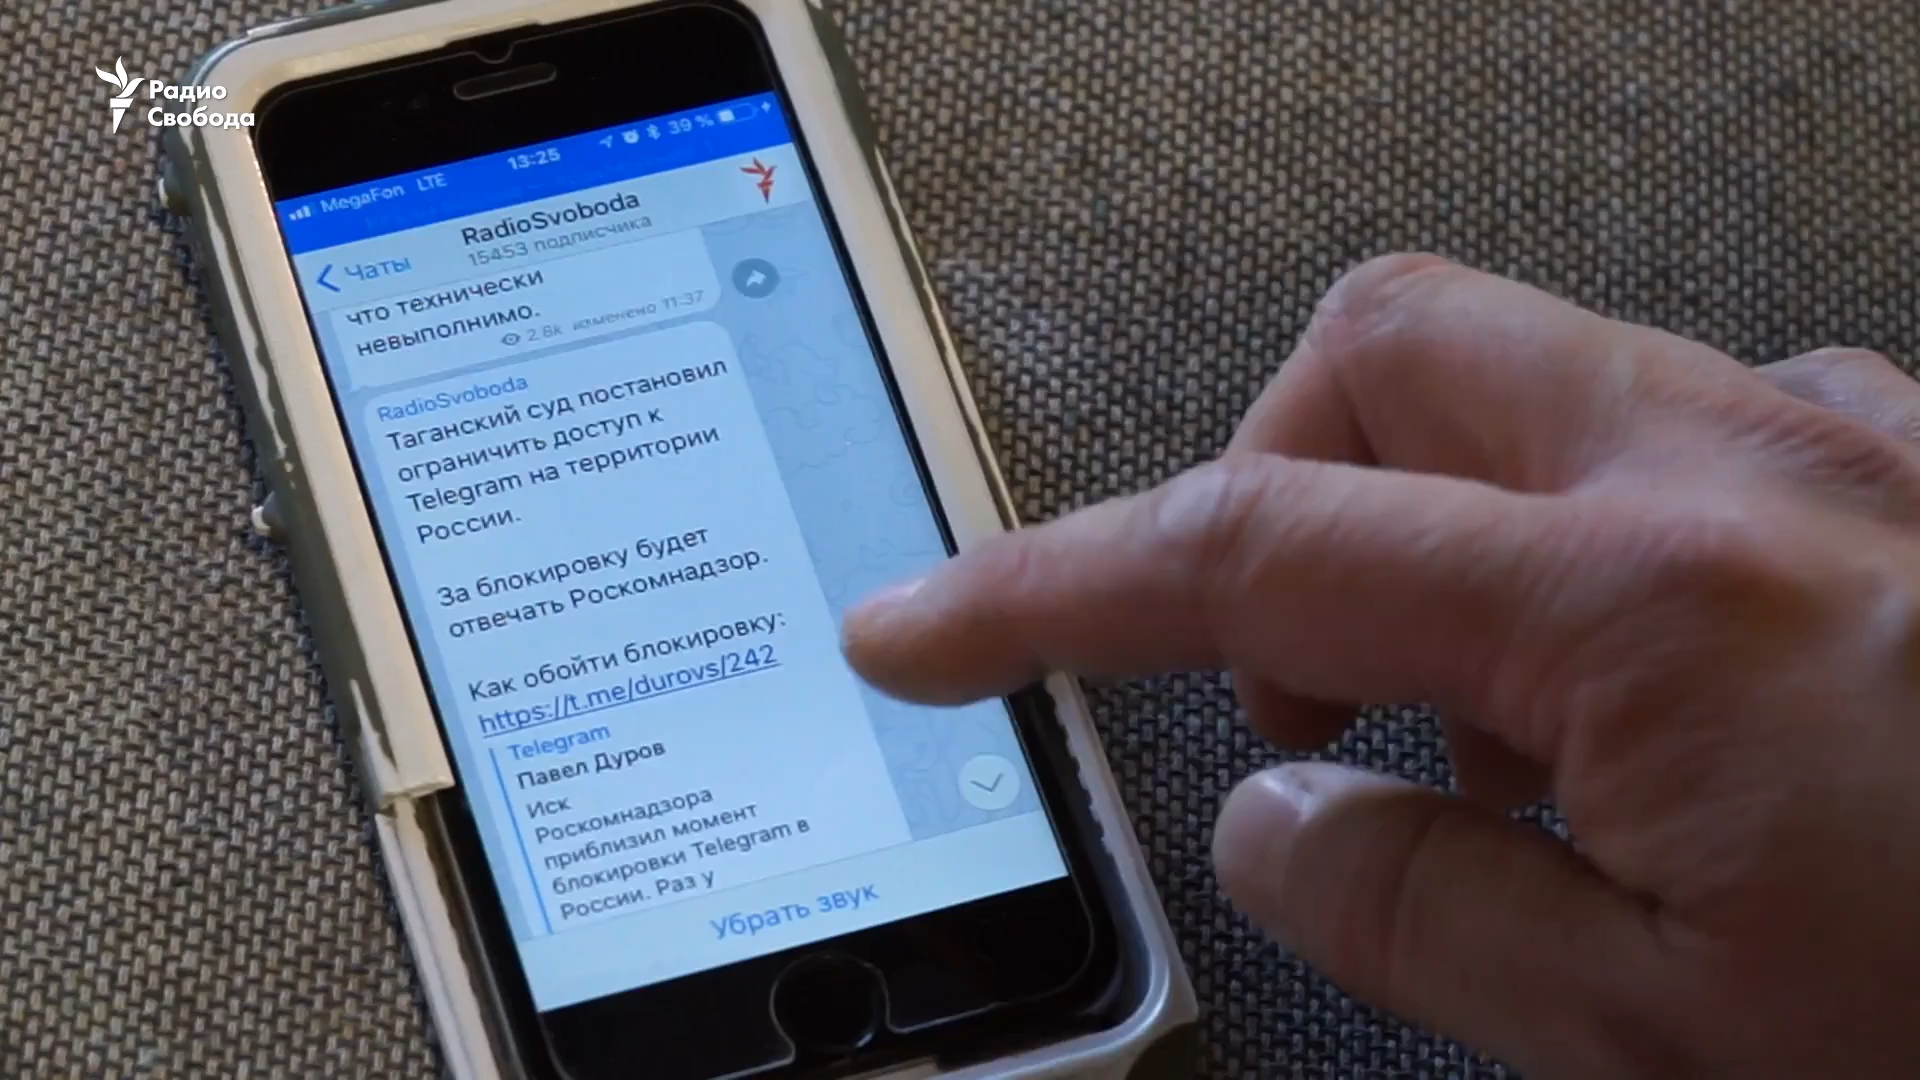 Радио
Свобода
MegaFon LTE 13:25 39 %
Чаты
RadioSvoboda
15453 подписчика
что технически
невыполнимо.
2.8k изменено 11:37
RadioSvoboda
Таганский суд постановил
ограничить доступ к
Telegram на территории
России.
За блокировку будет
отвечать Роскомнадзор.
Как обойти блокировку:
https://t.me/durovs/242
Telegram
Павел Дуров
Иск
Роскомнадзора
приблизил момент
блокировки Telegram в
России. Раз у
Убрать звук